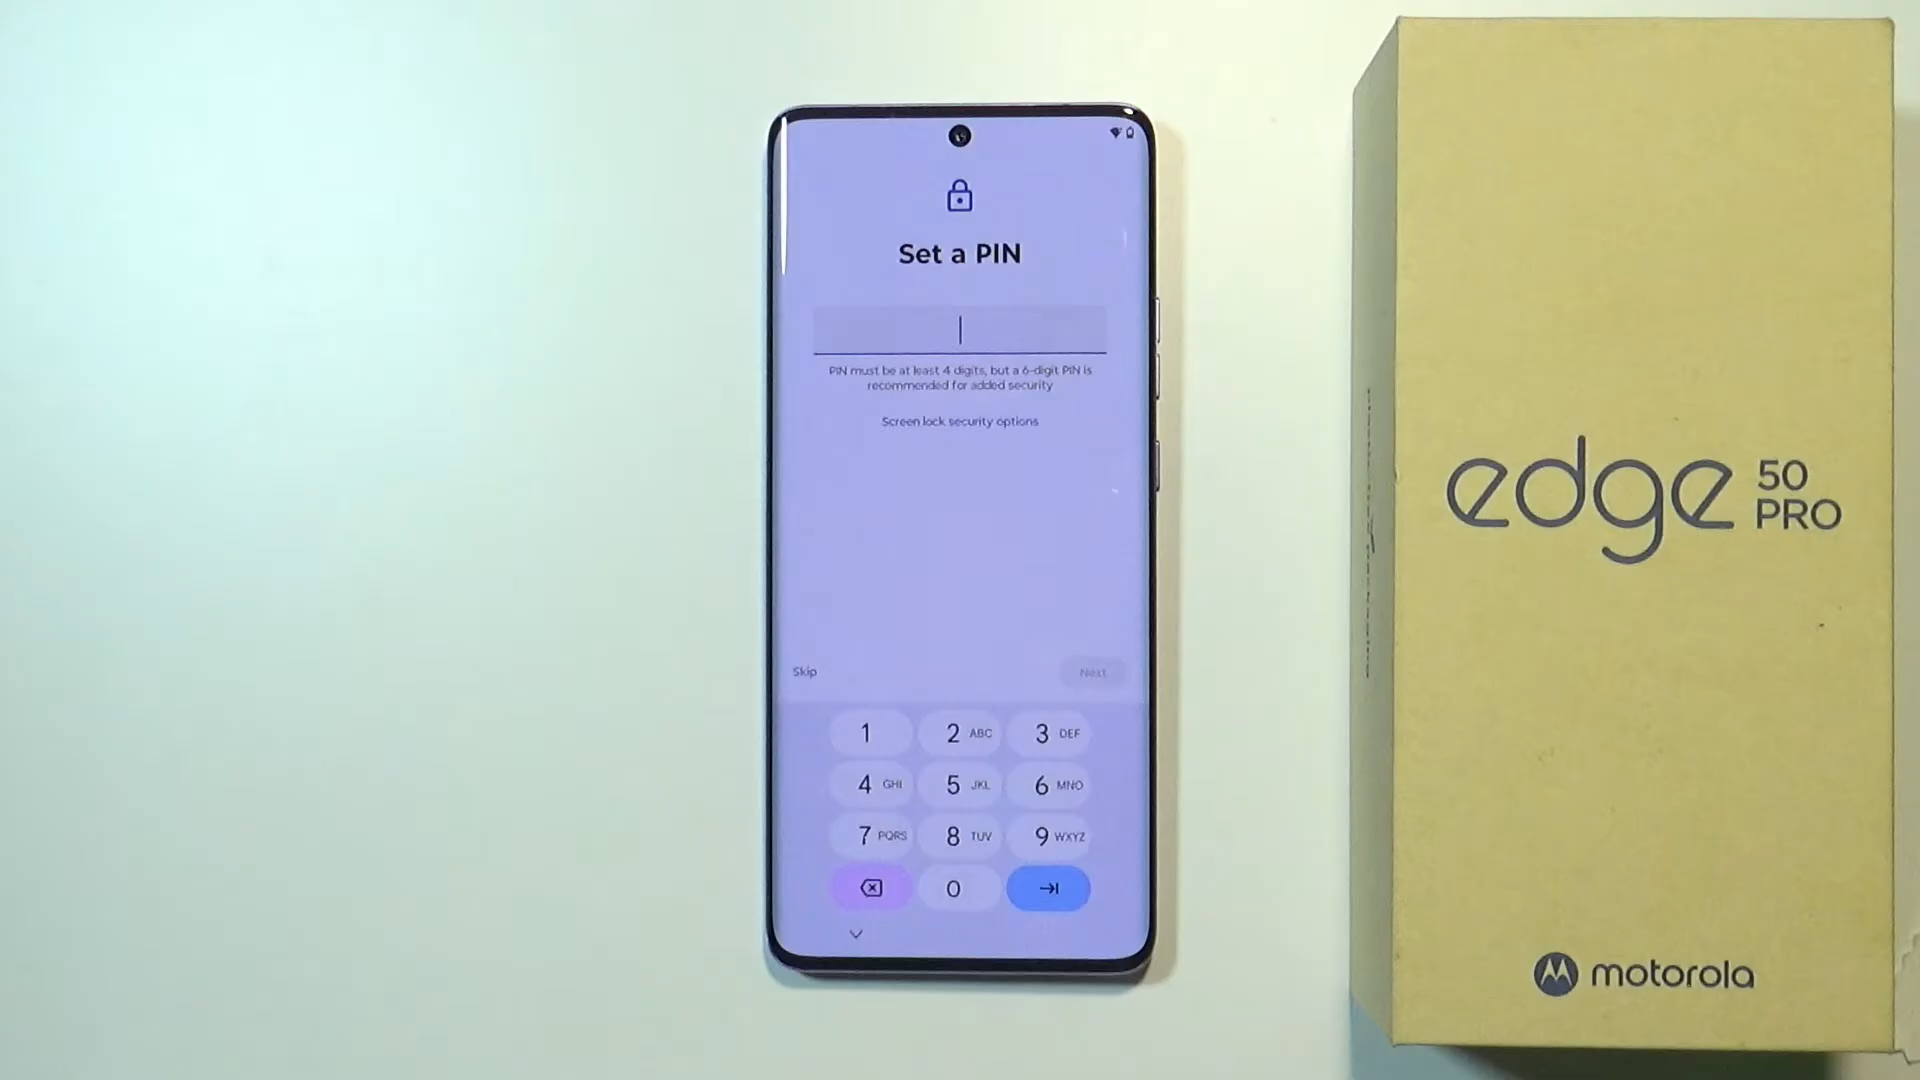 Set a PIN
PIN must be at least 4 digits, but a 6-digit PIN is
recommended for added security
Screen lock security options
Skip
Next
1
2 ABC
3 DEF
4 GHI
5 JKL
6 MNO
7 PQRS
8 TUV
9 WXYZ
0
edge 50
PRO
motorola